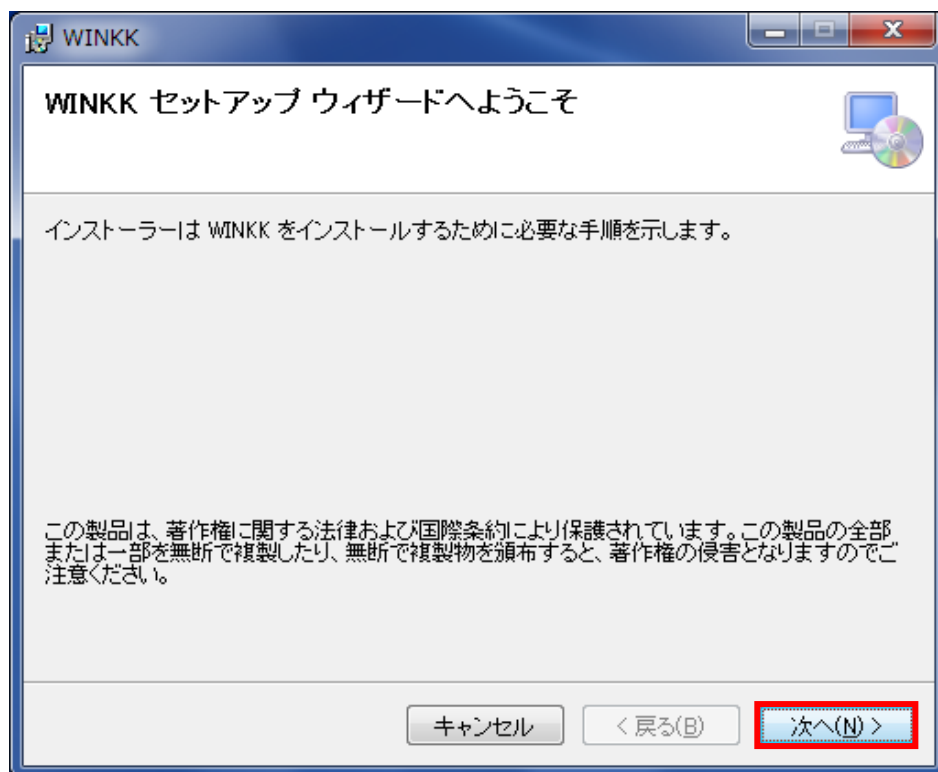 WINKK
WINKK セットアップ ウィザードへようこそ
インストーラーは WINKK をインストールするために必要な手順を示します。
この製品は、著作権に関する法律および国際条約により保護されています。この製品の全部
または一部を無断で複製したり、無断で複製物を頒布すると、著作権の侵害となりますのでご
注意ください。
キャンセル
< 戻る(B)
次へ(N) >